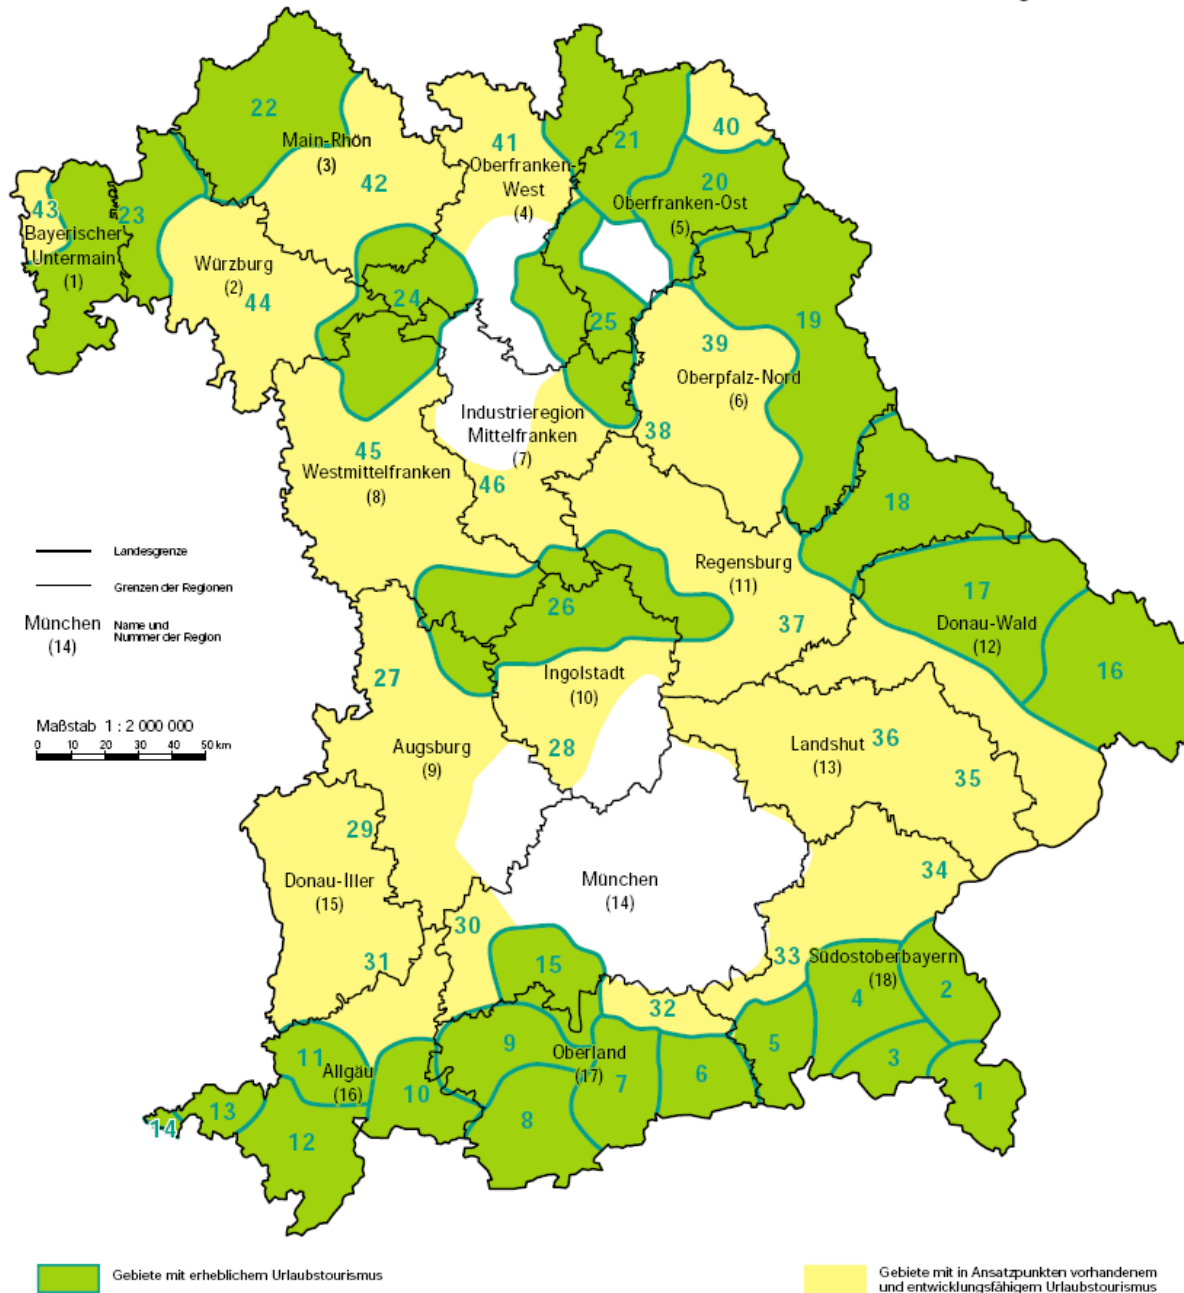 22
Main-Rhön
(3)
41
Oberfranken-
West
(4)
21
40
20
Oberfranken-Ost
(5)
42
43
Bayerischer
Untermain
(1)
23
Würzburg
(2)
44
24
25
19
39
Oberpfalz-Nord
(6)
Industrieregion
Mittelfranken
(7)
38
45
Westmittelfranken
(8)
46
18
Landesgrenze
Grenzen der Regionen
München
(14)
Name und
Nummer der Region
Regensburg
(11)
17
Donau-Wald
(12)
26
37
16
27
Ingolstadt
(10)
Maßstab 1 : 2 000 000
0 10 20 30 40 50 km
Augsburg
(9)
28
Landshut
(13)
36
35
29
Donau-Iller
(15)
München
(14)
34
30
31
15
33
Südostoberbayern
(18)
4
2
32
11
Allgäu
(16)
9
Oberland
(17)
7
6
5
3
1
10
8
13
14
12
Gebiete mit erheblichem Urlaubstourismus
Gebiete mit in Ansatzpunkten vorhandenem
und entwicklungsfähigem Urlaubstourismus